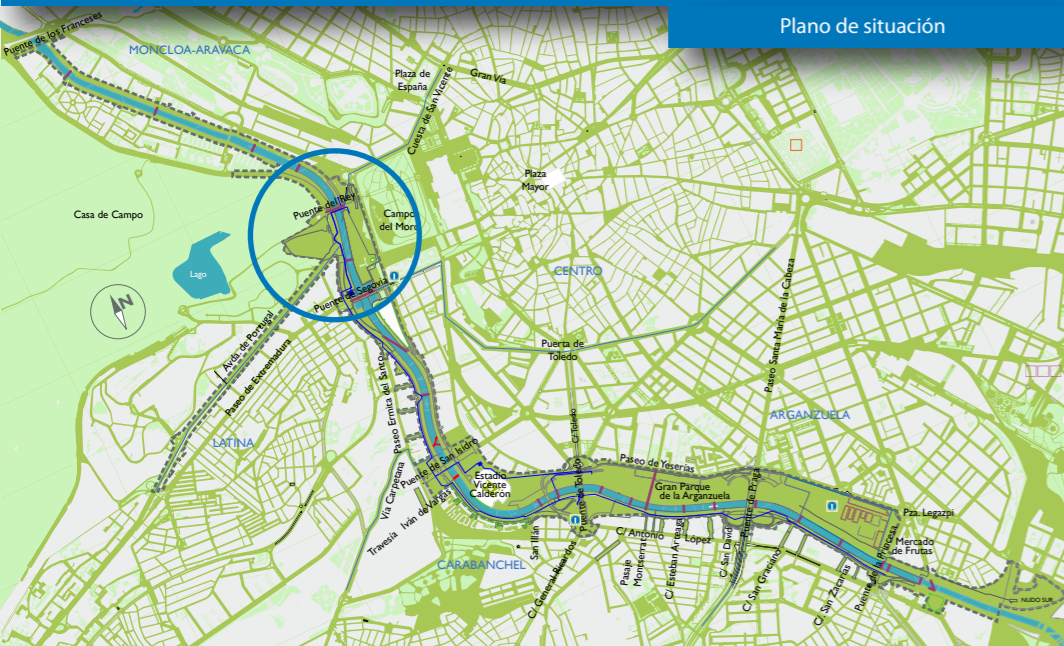 Plano de situación
Puente de los Franceses
MONCLOA-ARAVACA
Plaza de
España
Gran Vía
Cuesta de San Vicente
Plaza
Mayor
Casa de Campo
Puente del Rey
Campo
del Moro
Lago
N
CENTRO
Puente de Segovia
Avda. de Portugal
Paseo de Extremadura
Puerta de
Toledo
Paseo Santa María de la Cabeza
Paseo Ermita del Santo
ARGANZUELA
LATINA
C/ Toledo
Puente de San Isidro
Paseo de Yeserías
Estadio
Vicente
Calderón
Vía Carpetana
Gran Parque
de la Arganzuela
Puente de Toledo
Puente de Praga
Travesía Iván de Vargas
Pza. Legazpi
San Illán
C/ Antonio López
Mercado
de Frutas
CARABANCHEL
C/ General Ricardos
Pasaje
Montserrat
C/ Esteban Arteaga
C/ San David
C/ San Graciano
C/. San Zacarías
Puente de la Princesa
NUDO SUR